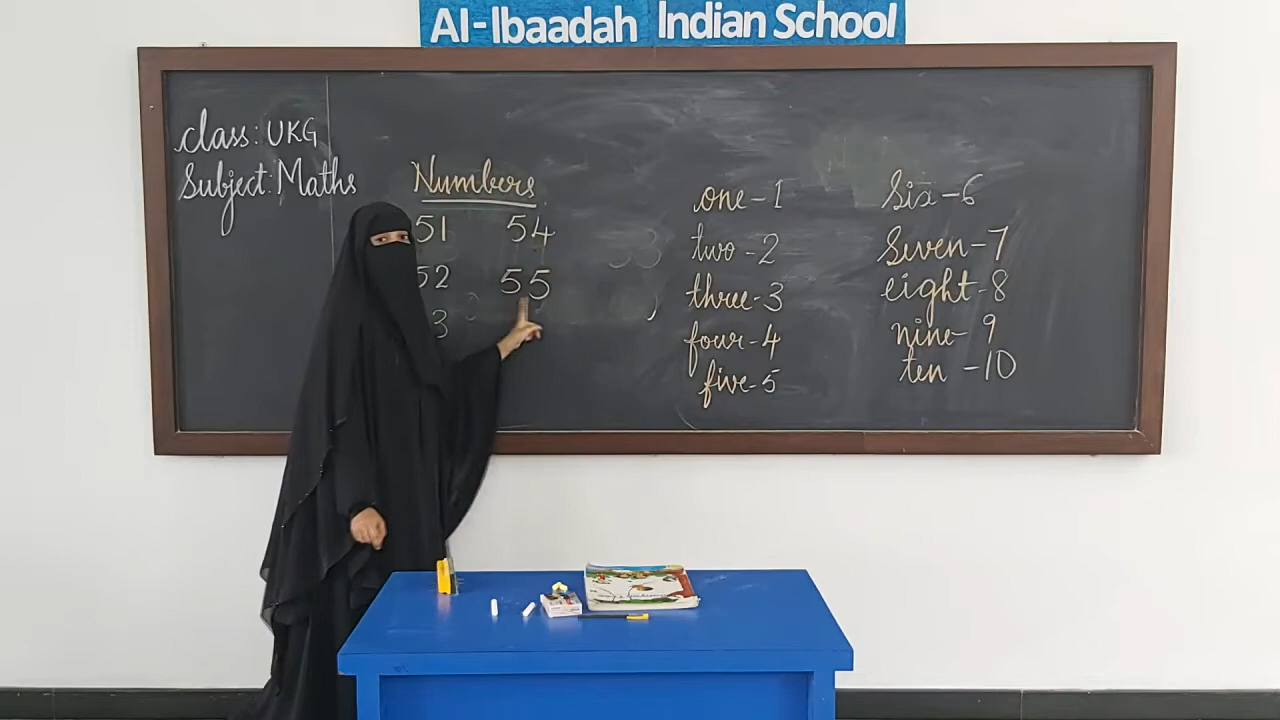 Al-Ibaadah Indian School
class: UKG
Subject: Maths
Numbers
51 54
52 55
3
one-1
two-2
three-3
four-4
five-5
six-6
seven-7
eight-8
nine-9
ten-10